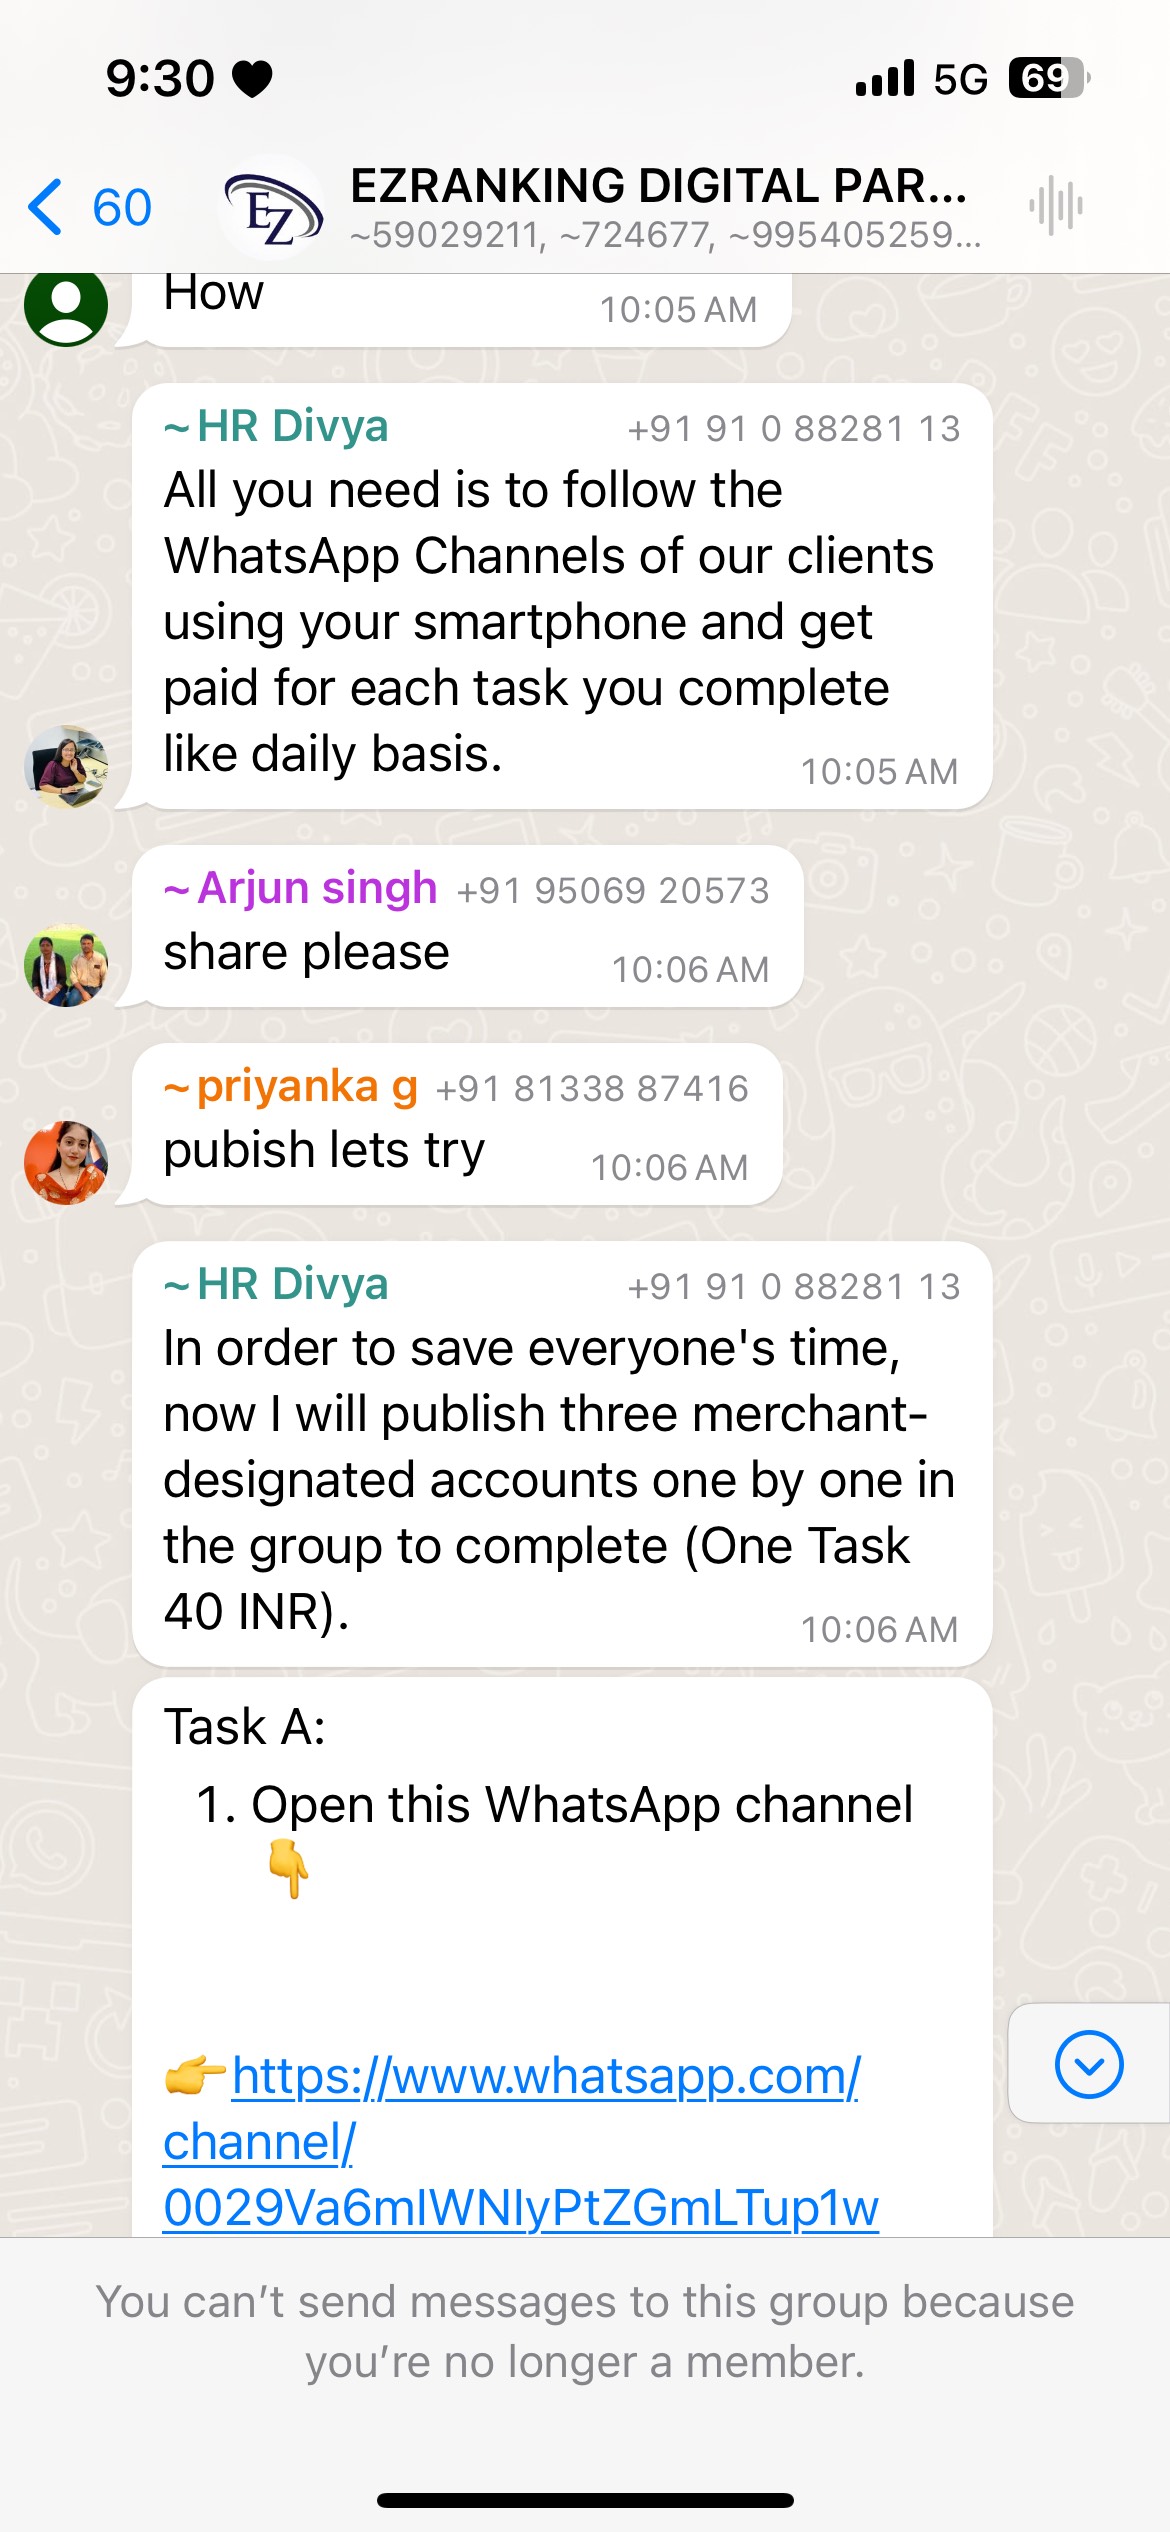 9:30
5G
69
60
EZ
EZRANKING DIGITAL PAR...
~59029211, ~724677, ~995405259...
How
10:05 AM
~HR Divya +91 91 0 88281 13
All you need is to follow the
WhatsApp Channels of our clients
using your smartphone and get
paid for each task you complete
like daily basis.
10:05 AM
~Arjun singh +91 95069 20573
share please
10:06 AM
~priyanka g +91 81338 87416
pubish lets try
10:06 AM
~HR Divya +91 91 0 88281 13
In order to save everyone's time,
now I will publish three merchant-
designated accounts one by one in
the group to complete (One Task
40 INR).
10:06 AM
Task A:
1. Open this WhatsApp channel
👇
👉https://www.whatsapp.com/
channel/
0029Va6mIWNIyPtZGmLTup1w
You can’t send messages to this group because
you’re no longer a member.